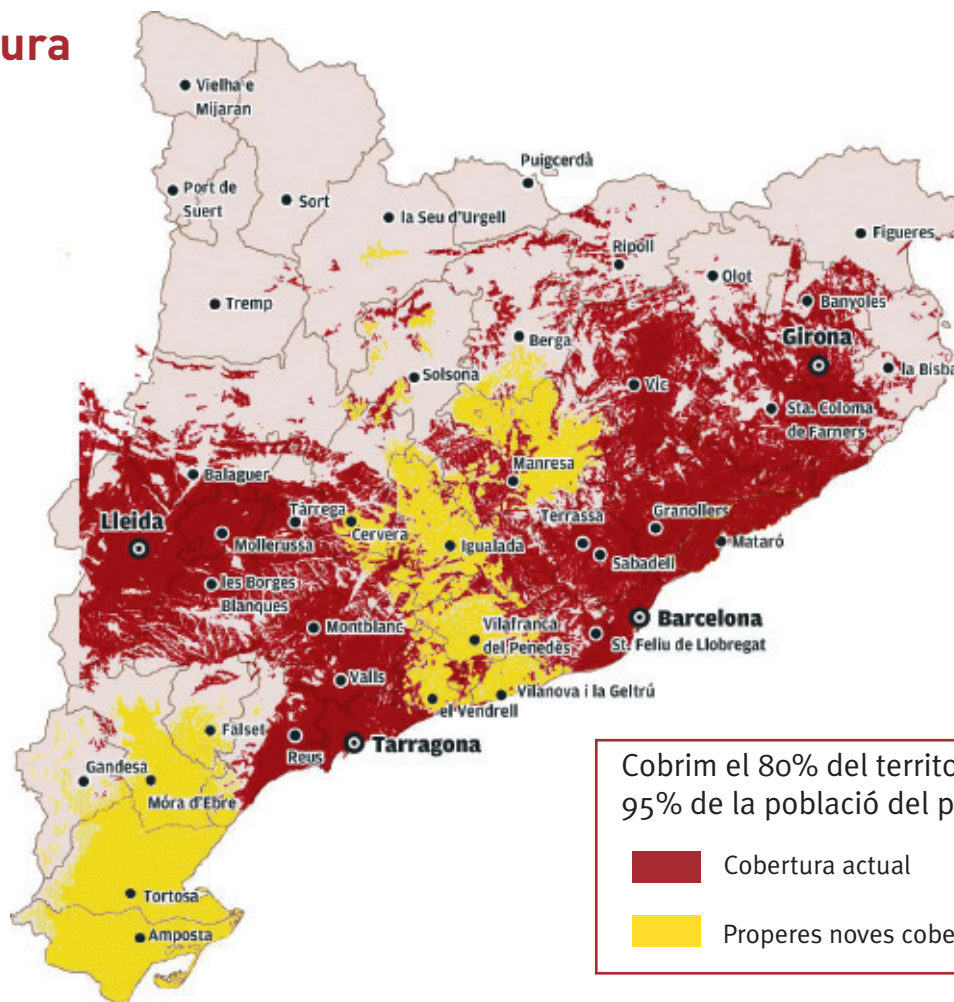 ura
Vielha e
Mijaran
Puigcerdà
Port de
Suert
Sort
la Seu d'Urgell
Figueres
Ripoll
Olot
Tremp
Banyoles
Berga
Girona
la Bisba
Solsona
Vic
Sta. Coloma
de Farners
Manresa
Balaguer
Tàrrega
Terrassa
Granollers
Lleida
Cervera
Mollerussa
Igualada
Mataró
Sabadell
les Borges
Blanques
Barcelona
Montblanc
Vilafranca
del Penedès
St. Feliu de Llobregat
Valls
Vilanova i la Geltrú
el Vendrell
Falset
Reus
Tarragona
Gandesa
Móra d'Ebre
Cobrim el 80% del territo
95% de la població del p
Cobertura actual
Tortosa
Properes noves cobe
Amposta